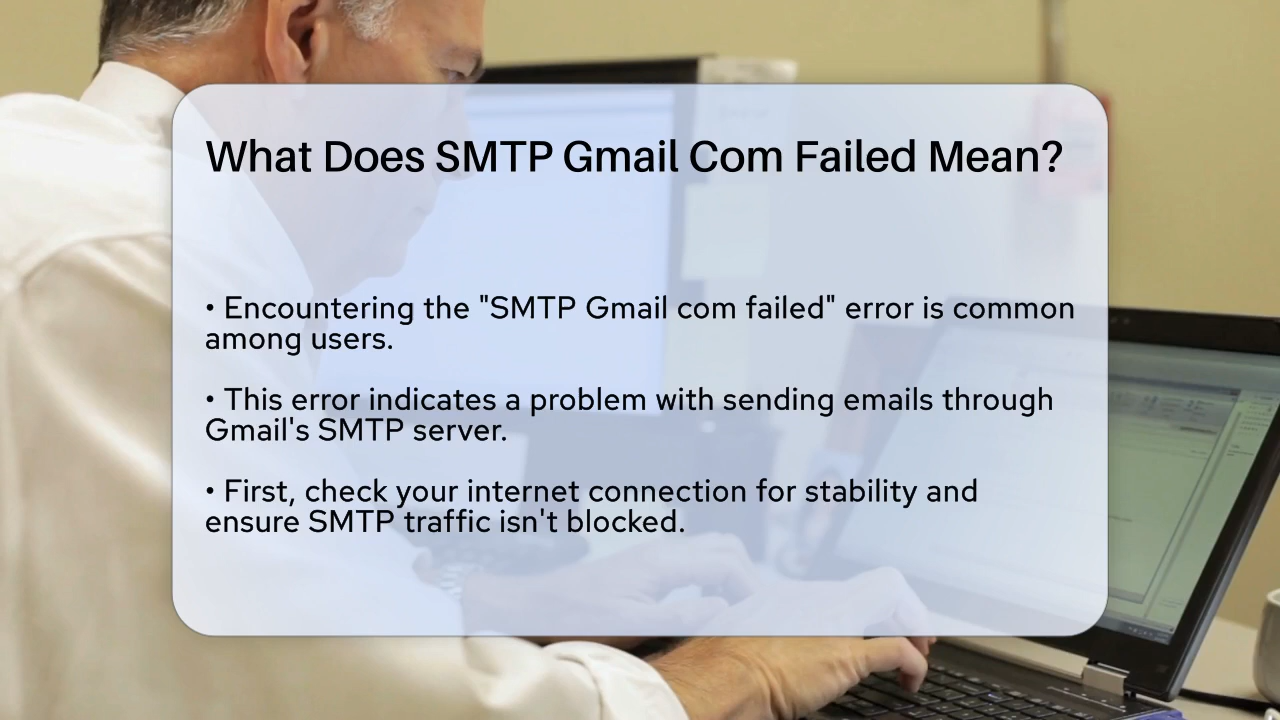 What Does SMTP Gmail Com Failed Mean?
• Encountering the "SMTP Gmail com failed" error is common
among users.
• This error indicates a problem with sending emails through
Gmail's SMTP server.
• First, check your internet connection for stability and
ensure SMTP traffic isn't blocked.